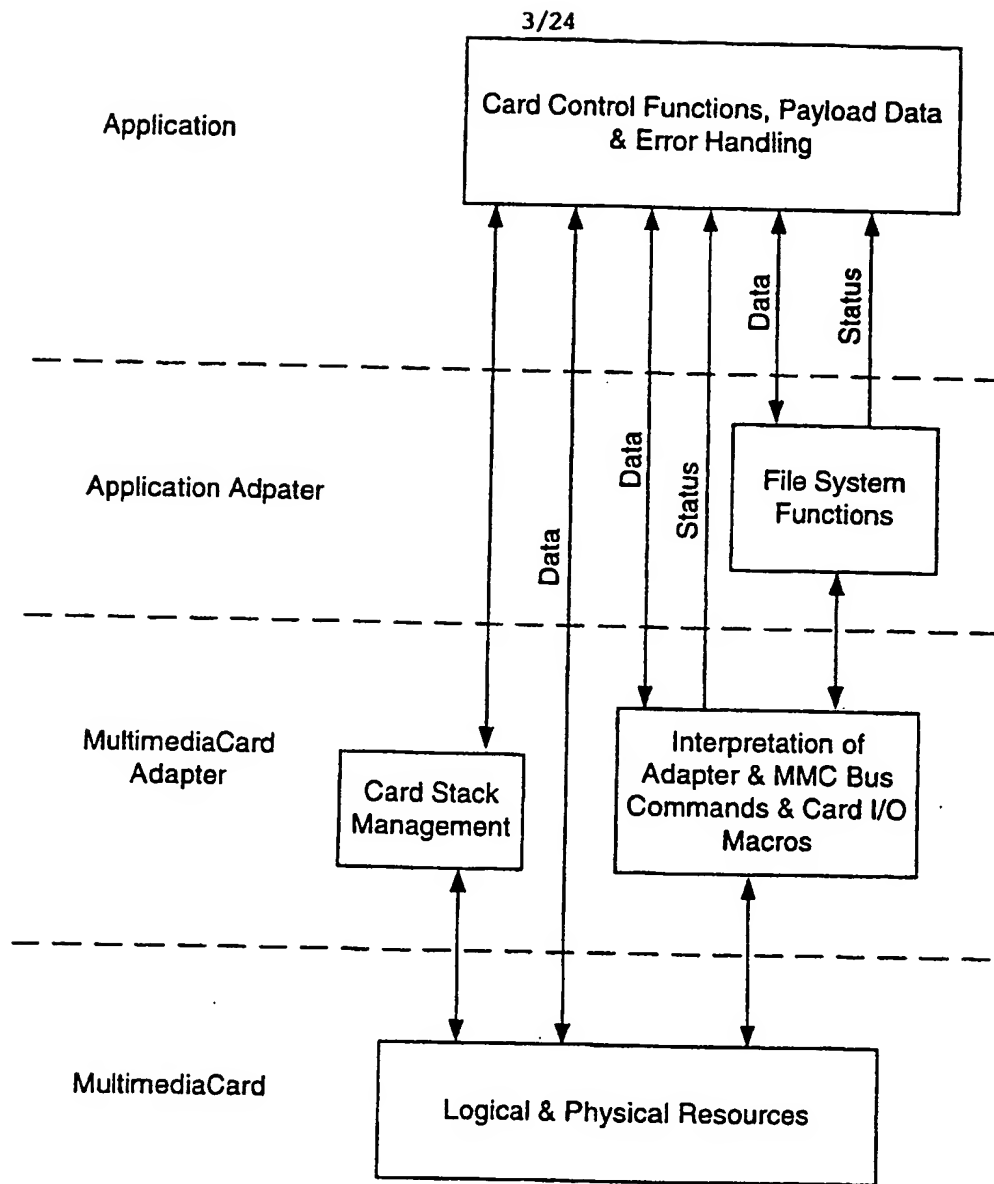 3/24
Application
Card Control Functions, Payload Data
& Error Handling
Data
Status
Application Adpater
Data
Data
Status
File System
Functions
MultimediaCard
Adapter
Card Stack
Management
Interpretation of
Adapter & MMC Bus
Commands & Card I/O
Macros
MultimediaCard
Logical & Physical Resources